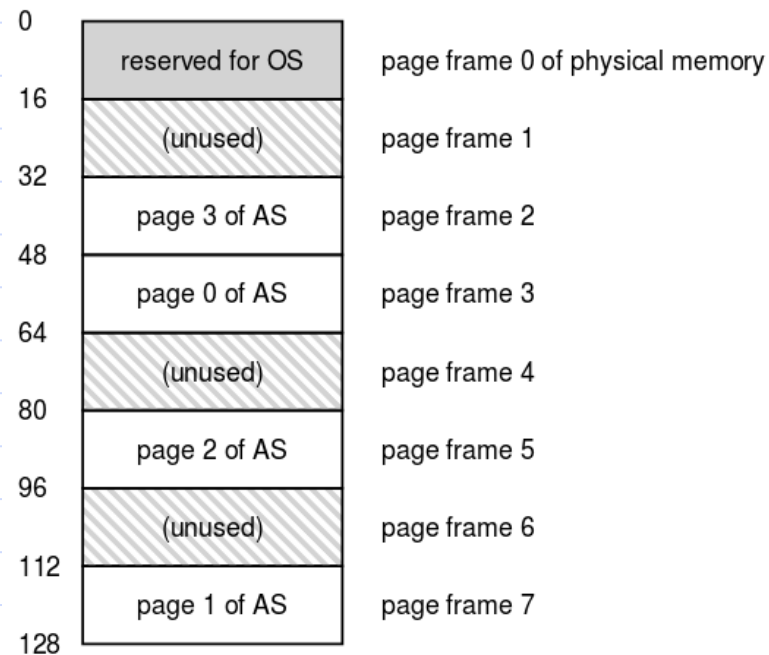 0
reserved for OS page frame 0 of physical memory
16
(unused) page frame 1
32
page 3 of AS page frame 2
48
page 0 of AS page frame 3
64
(unused) page frame 4
80
page 2 of AS page frame 5
96
(unused) page frame 6
112
page 1 of AS page frame 7
128